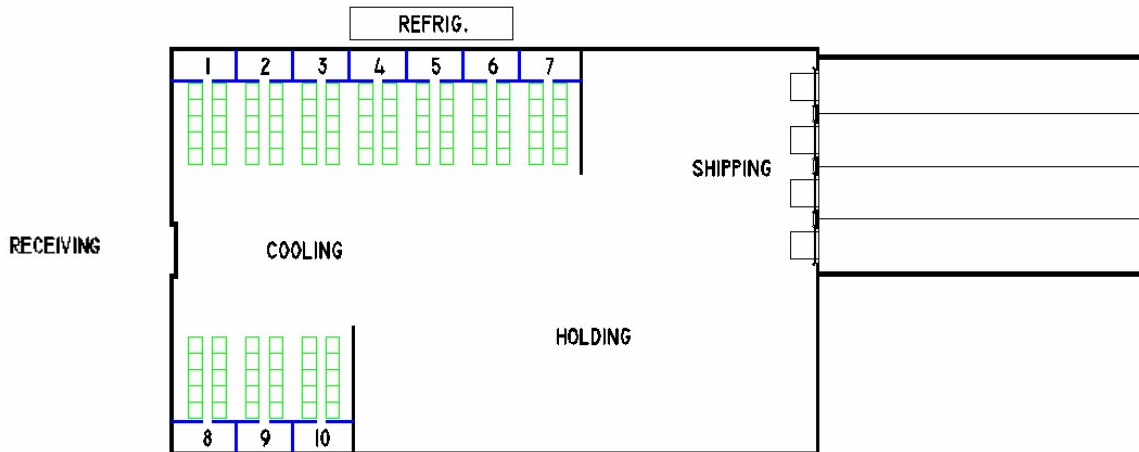 REFRIG.
1 2 3 4 5 6 7
SHIPPING
RECEIVING
COOLING
HOLDING
8 9 10